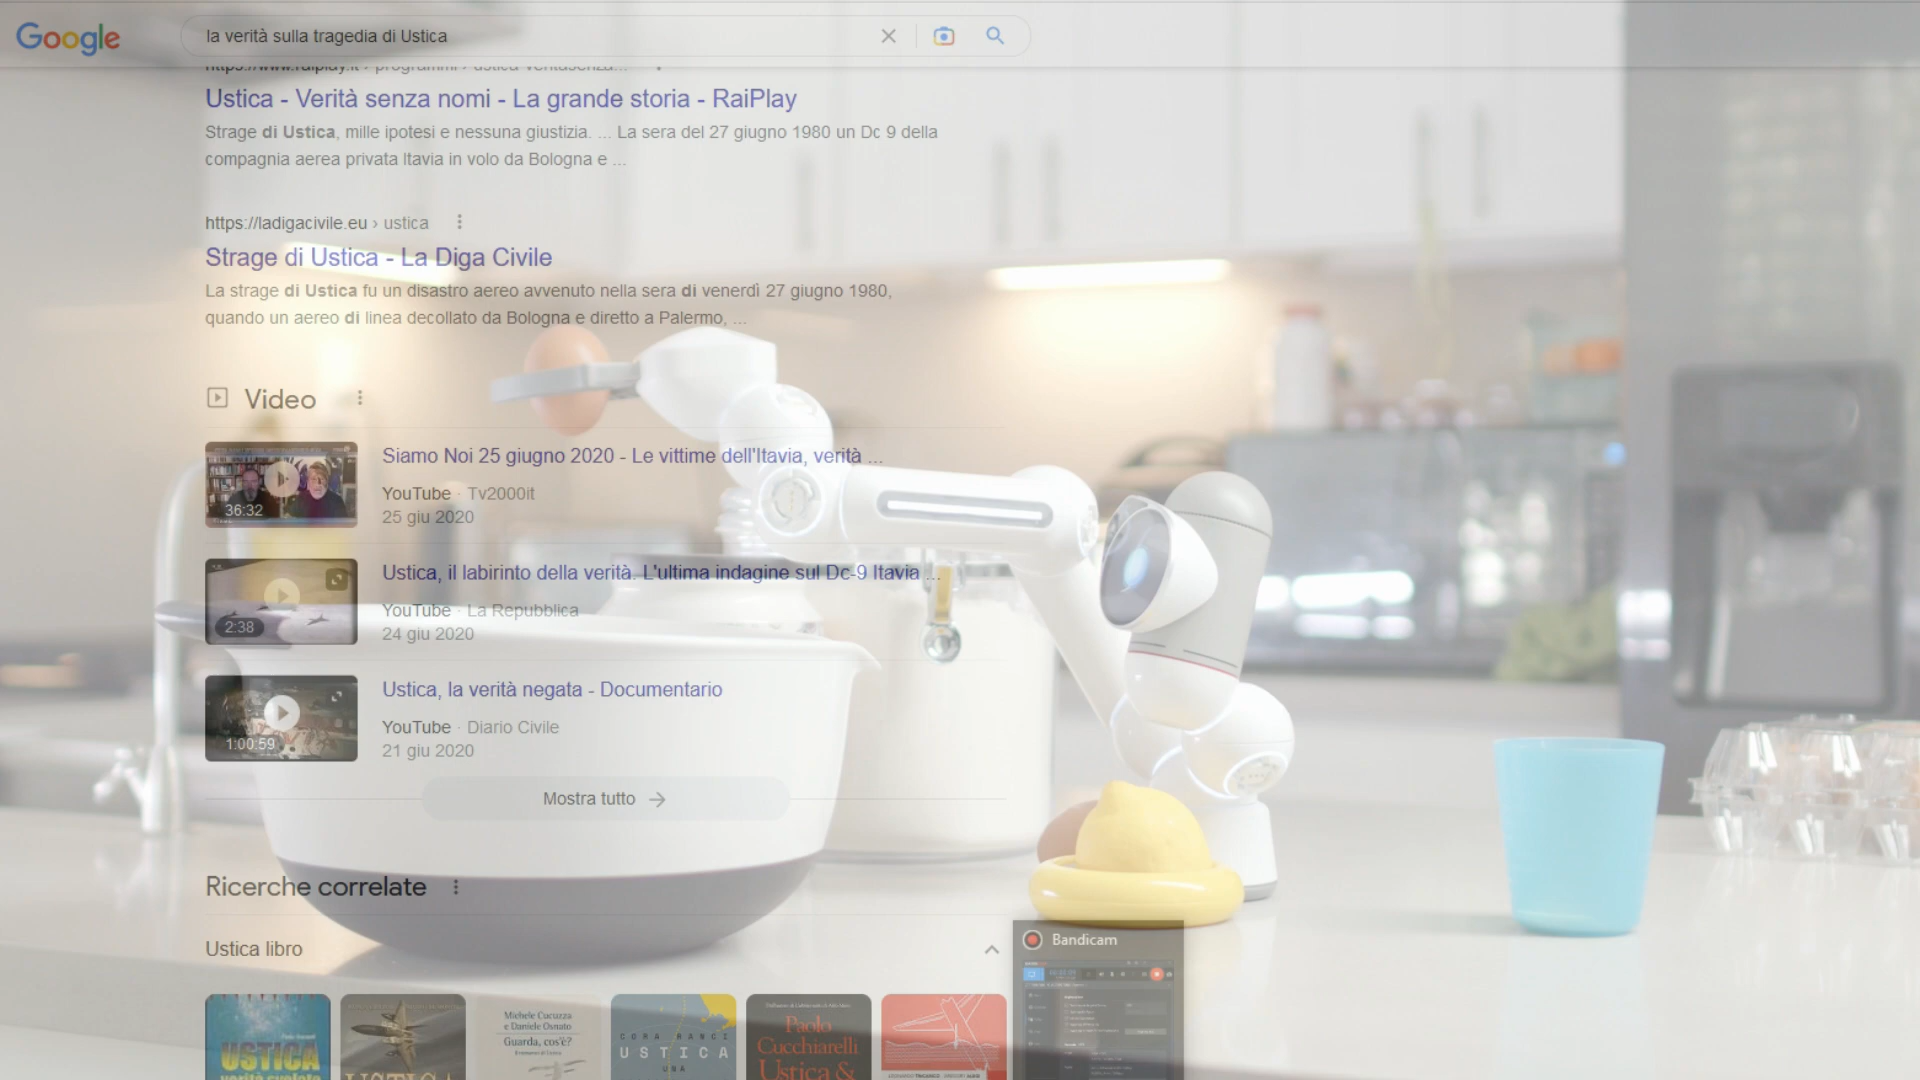 Google
la verità sulla tragedia di Ustica
Ustica - Verità senza nomi - La grande storia - RaiPlay
Strage di Ustica, mille ipotesi e nessuna giustizia. ... La sera del 27 giugno 1980 un Dc 9 della
compagnia aerea privata Itavia in volo da Bologna e ...
https://ladigacivile.eu › ustica
Strage di Ustica - La Diga Civile
La strage di Ustica fu un disastro aereo avvenuto nella sera di venerdì 27 giugno 1980,
quando un aereo di linea decollato da Bologna e diretto a Palermo, ...
Video
Siamo Noi 25 giugno 2020 - Le vittime dell'Itavia, verità ...
YouTube · Tv2000it
25 giu 2020
36:32
Ustica, il labirinto della verità. L'ultima indagine sul Dc-9 Itavia ...
YouTube · La Repubblica
24 giu 2020
2:38
Ustica, la verità negata - Documentario
YouTube · Diario Civile
21 giu 2020
1:00:59
Mostra tutto
Ricerche correlate
Ustica libro
Bandicam
USTICA
verità svelata
USTICA
Michele Cucuzza
e Daniele Osnato
Guarda, cos'è?
USTICA
UNA
Paolo
Cucchiarelli
Ustica &